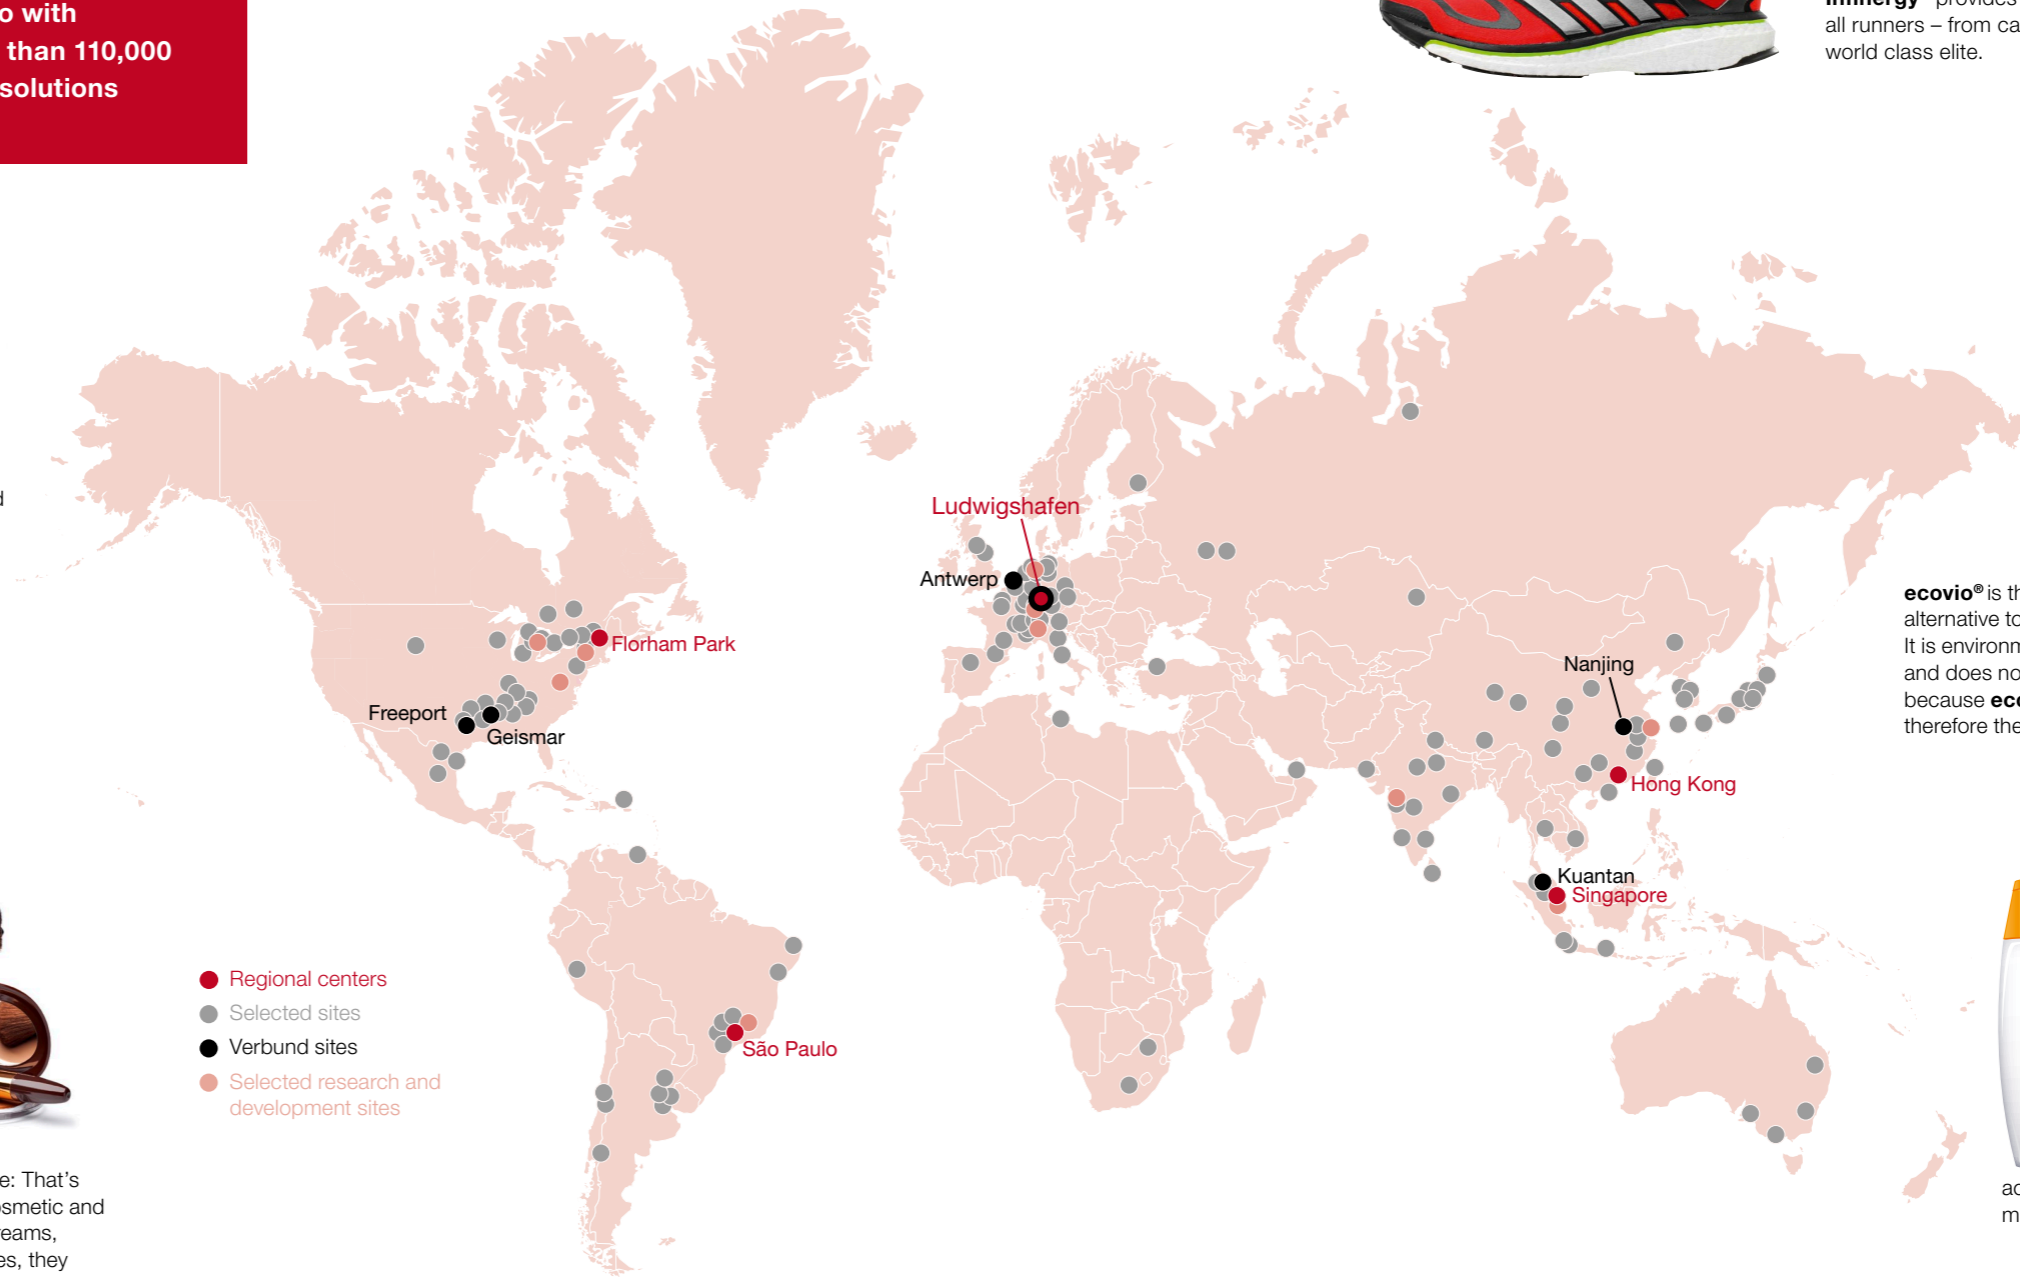 o with
than 110,000
solutions
Infinergy® provides
all runners – from ca
world class elite.
d
Ludwigshafen
Antwerp
Florham Park
Freeport
Geismar
Nanjing
Hong Kong
Kuantan
Singapore
São Paulo
ecovio® is th
alternative to
It is environm
and does no
because eco
therefore the
Regional centers
Selected sites
Verbund sites
Selected research and
development sites
e: That's
osmetic and
eams,
es, they
ac
m